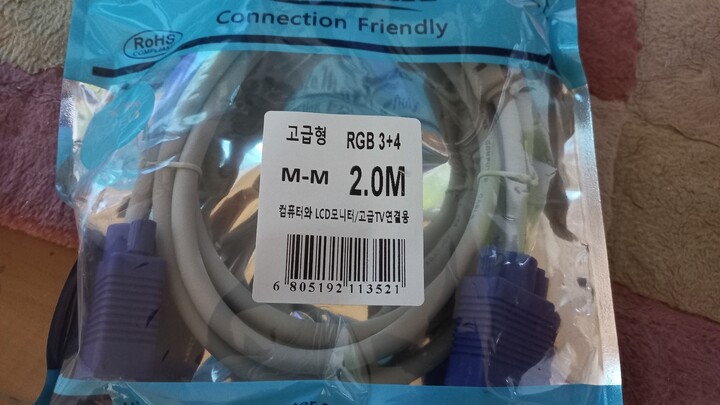 Connection Friendly
RoHS
고급형 RGB 3+4
M-M 2.0M
컴퓨터와 LCD모니터/고급TV연결용
6 805192 113521